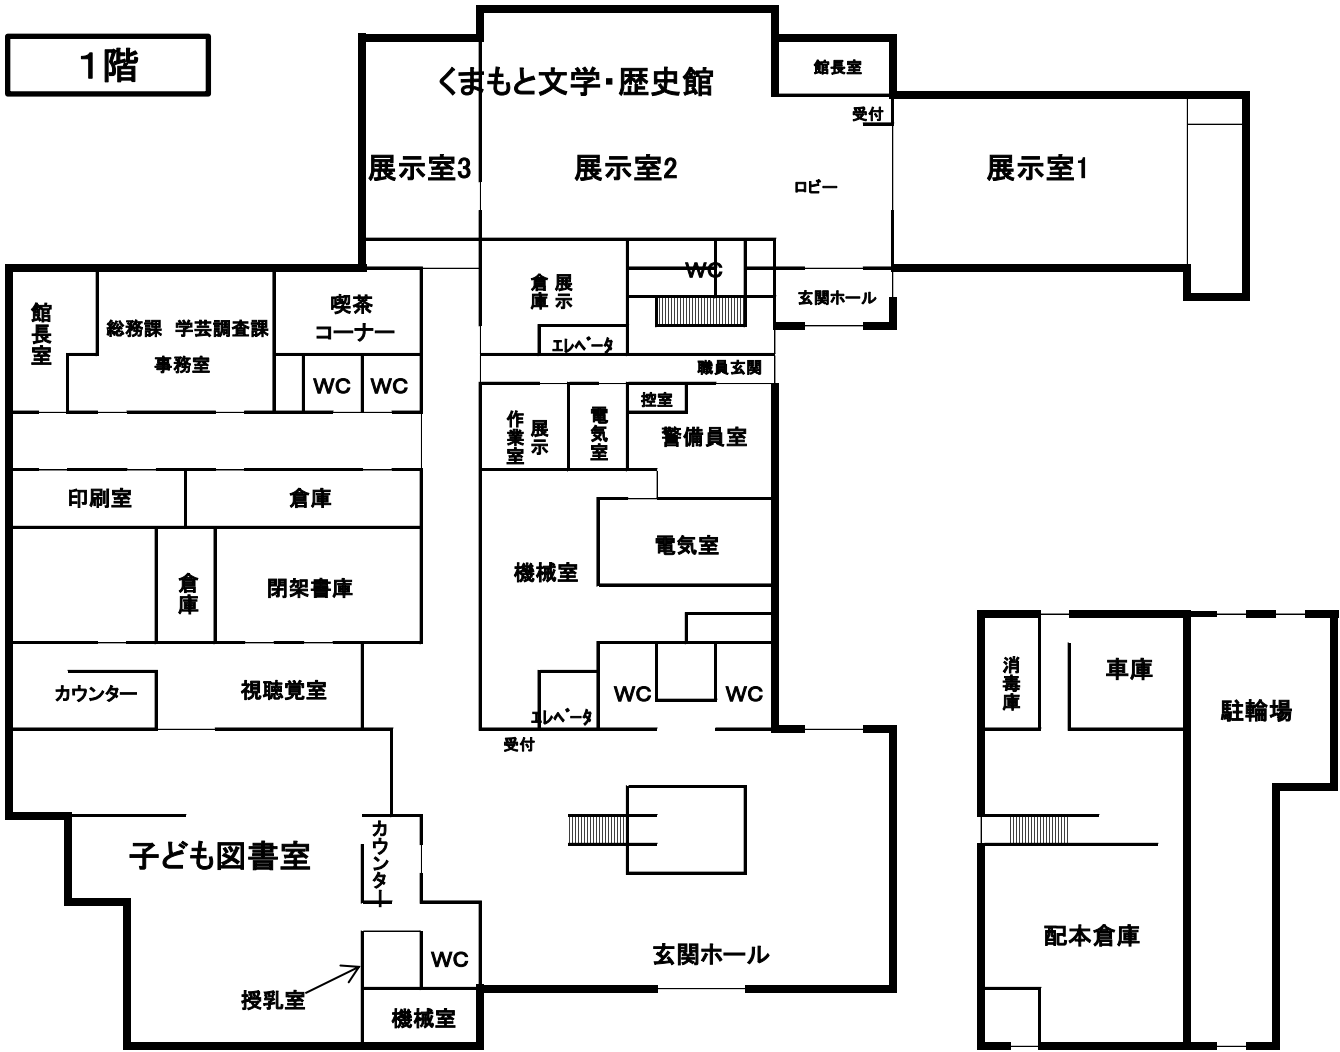 1階
くまもと文学・歴史館
館長室
受付
展示室3
展示室2
ロビー
展示室1
WC
倉庫
展示
玄関ホール
館長室
総務課 学芸調査課
事務室
喫茶
コーナー
エレベータ
職員玄関
WC
WC
控室
作業室
展示
電気室
警備員室
印刷室
倉庫
電気室
機械室
倉庫
閉架書庫
カウンター
視聴覚室
WC
WC
エレベータ
受付
消毒庫
車庫
駐輪場
カウンター
子ども図書室
配本倉庫
玄関ホール
WC
授乳室
機械室